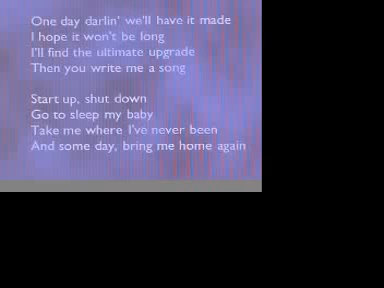 One day darlin' we'll have it made
I hope it won't be long
I'll find the ultimate upgrade
Then you write me a song
Start up, shut down
Go to sleep my baby
Take me where I've never been
And some day, bring me home again